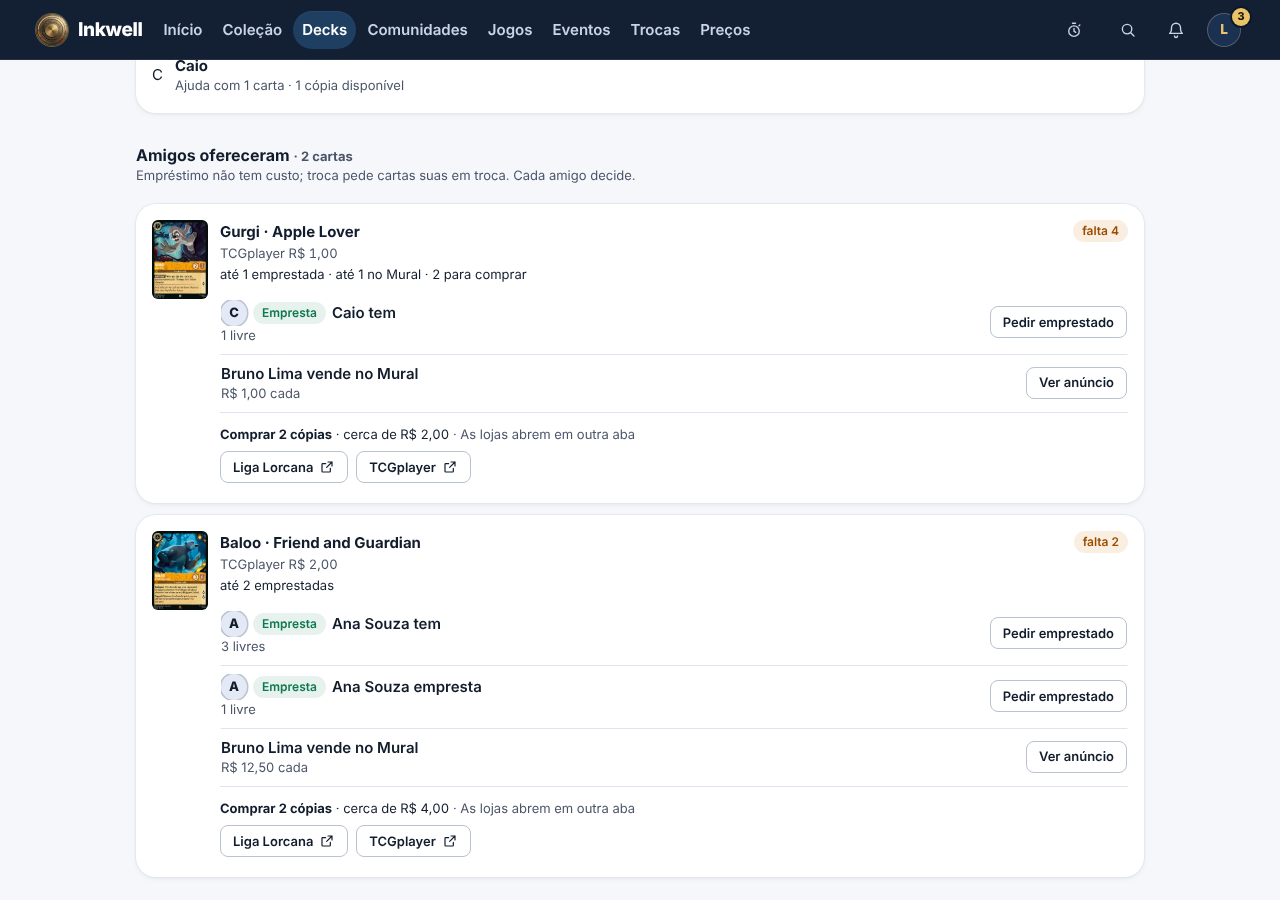 Inkwell Início Coleção Decks Comunidades Jogos Eventos Trocas Preços L 3
C Caio
Ajuda com 1 carta · 1 cópia disponível
Amigos ofereceram · 2 cartas
Empréstimo não tem custo; troca pede cartas suas em troca. Cada amigo decide.
Gurgi · Apple Lover falta 4
TCGplayer R$ 1,00
até 1 emprestada · até 1 no Mural · 2 para comprar
C Empresta Caio tem
1 livre
Pedir emprestado
Bruno Lima vende no Mural
R$ 1,00 cada
Ver anúncio
Comprar 2 cópias · cerca de R$ 2,00 · As lojas abrem em outra aba
Liga Lorcana TCGplayer
Baloo · Friend and Guardian falta 2
TCGplayer R$ 2,00
até 2 emprestadas
A Empresta Ana Souza tem
3 livres
Pedir emprestado
A Empresta Ana Souza empresta
1 livre
Pedir emprestado
Bruno Lima vende no Mural
R$ 12,50 cada
Ver anúncio
Comprar 2 cópias · cerca de R$ 4,00 · As lojas abrem em outra aba
Liga Lorcana TCGplayer